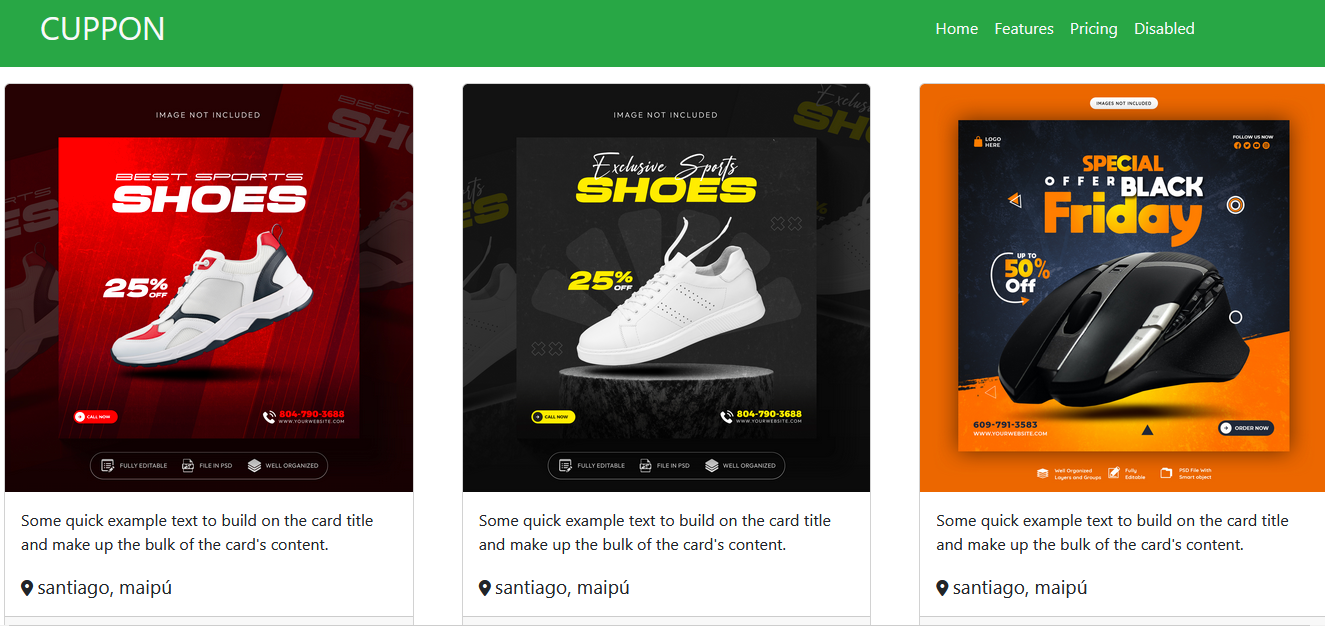 CUPPON
Home Features Pricing Disabled
IMAGE NOT INCLUDED
BEST SPORTS
SHOES
25%
OFF
CALL NOW
804-790-3688
WWW.YOURWEBSITE.COM
FULLY EDITABLE
FILE IN PSD
WELL ORGANIZED
Some quick example text to build on the card title
and make up the bulk of the card's content.
santiago, maipú
IMAGE NOT INCLUDED
Exclusive Sports
SHOES
25%
OFF
CALL NOW
804-790-3688
WWW.YOURWEBSITE.COM
FULLY EDITABLE
FILE IN PSD
WELL ORGANIZED
Some quick example text to build on the card title
and make up the bulk of the card's content.
santiago, maipú
IMAGES NOT INCLUDED
LOGO
HERE
FOLLOW US NOW
SPECIAL
OFFER BLACK
Friday
UP TO
50%
Off
609-791-3583
WWW.YOURWEBSITE.COM
ORDER NOW
Well Organized
Layers and Groups
Fully
Editable
PSD File With
Smart object
Some quick example text to build on the card title
and make up the bulk of the card's content.
santiago, maipú